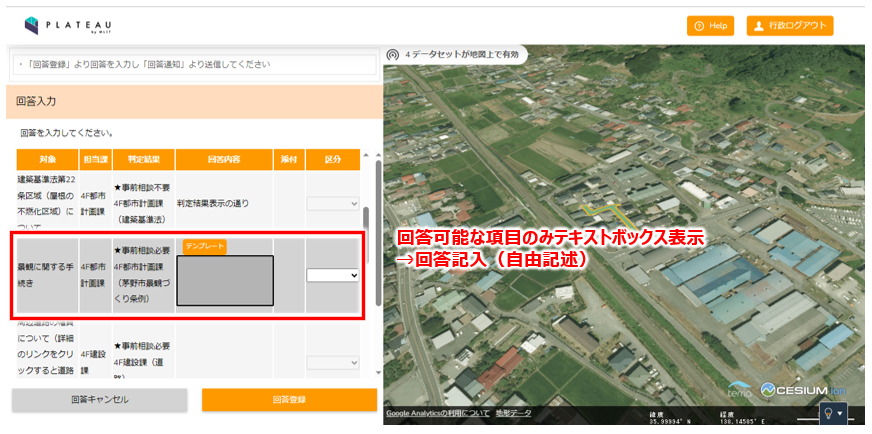 PLATEAU
by MLIT
Help
行政ログアウト
・「回答登録」より回答を入力し「回答通知」より送信してください
4 データセットが地図上で有効
回答入力
回答を入力してください。
対象 担当課 判定結果 回答内容 添付 区分
建築基準法第22
条区域（屋根の
不燃化区域）に
ついて
4F都市
計画課
★事前相談不要
4F都市計画課
（建築基準法）
判定結果表示の通り
景観に関する手
続き
4F都市
計画課
★事前相談必要
4F都市計画課
（茅野市景観づ
くり条例）
テンプレート
について（詳細
のリンクをクリ
ックすると道路
4F建設
課
★事前相談必要
4F建設課（道
路）
回答可能な項目のみテキストボックス表示
→回答記入（自由記述）
回答キャンセル
回答登録
Google Analyticsの利用について
地形データ
terria
CESIUM ion
緯度
35.99994° N
経度
138.14585° E